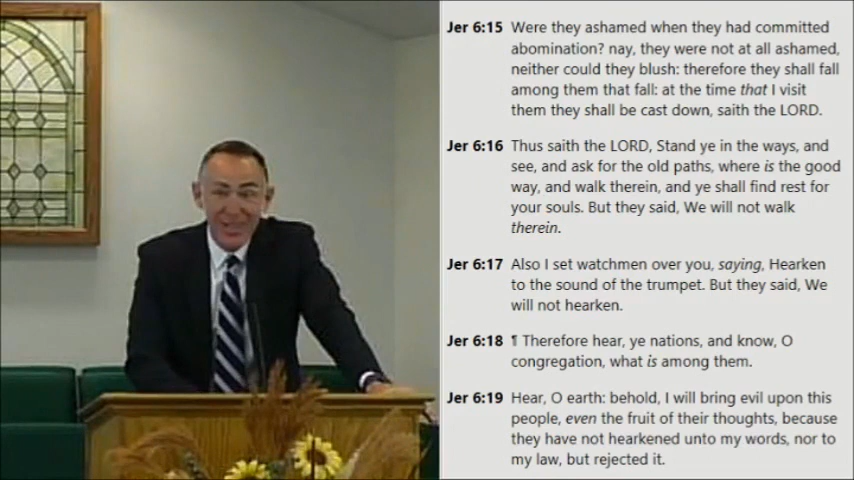 Jer 6:15 Were they ashamed when they had committed
abomination? nay, they were not at all ashamed,
neither could they blush: therefore they shall fall
among them that fall: at the time that I visit
them they shall be cast down, saith the LORD.
Jer 6:16 Thus saith the LORD, Stand ye in the ways, and
see, and ask for the old paths, where is the good
way, and walk therein, and ye shall find rest for
your souls. But they said, We will not walk
therein.
Jer 6:17 Also I set watchmen over you, saying, Hearken
to the sound of the trumpet. But they said, We
will not hearken.
Jer 6:18 ¶ Therefore hear, ye nations, and know, O
congregation, what is among them.
Jer 6:19 Hear, O earth: behold, I will bring evil upon this
people, even the fruit of their thoughts, because
they have not hearkened unto my words, nor to
my law, but rejected it.